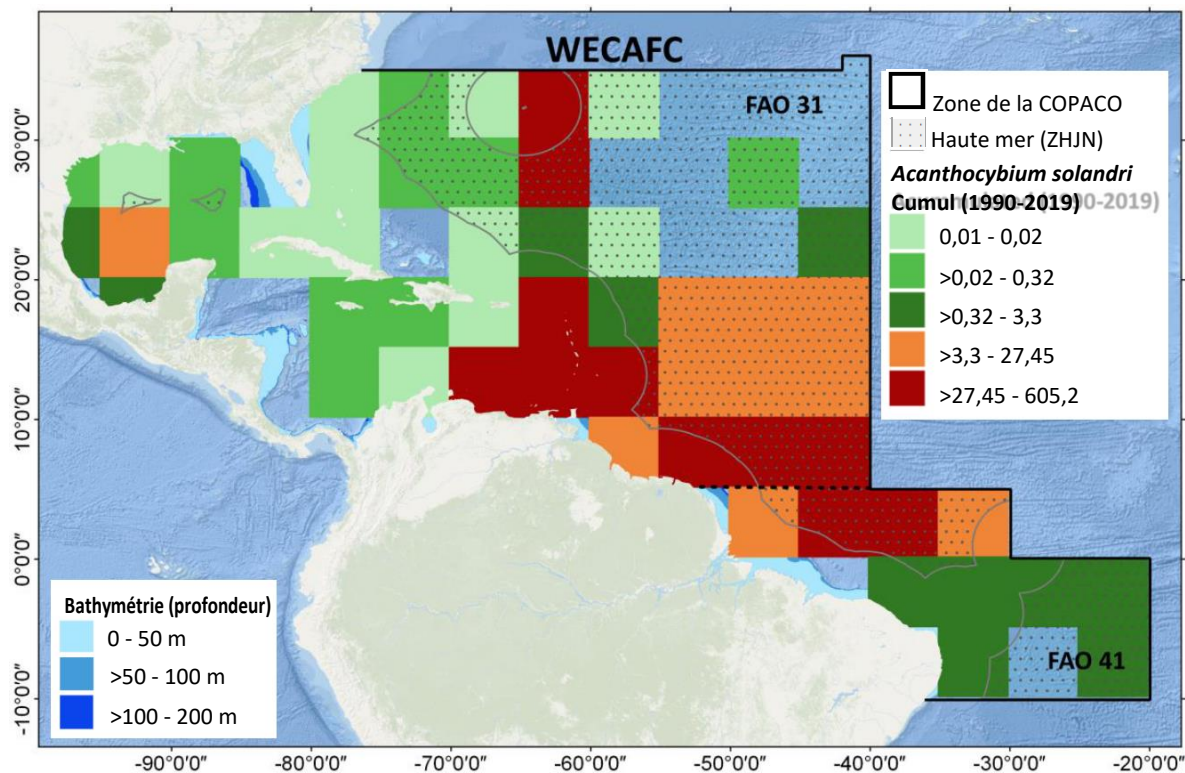 WECAFC
FAO 31
Zone de la COPACO
Haute mer (ZHJN)
Acanthocybium solandri
Cumul (1990-2019)
0,01 - 0,02
>0,02 - 0,32
>0,32 - 3,3
>3,3 - 27,45
>27,45 - 605,2
30°0'0"
20°0'0"
10°0'0"
0°0'0"
-10°0'0"
FAO 41
Bathymétrie (profondeur)
0 - 50 m
>50 - 100 m
>100 - 200 m
-90°0'0"
-80°0'0"
-70°0'0"
-60°0'0"
-50°0'0"
-40°0'0"
-30°0'0"
-20°0'0"